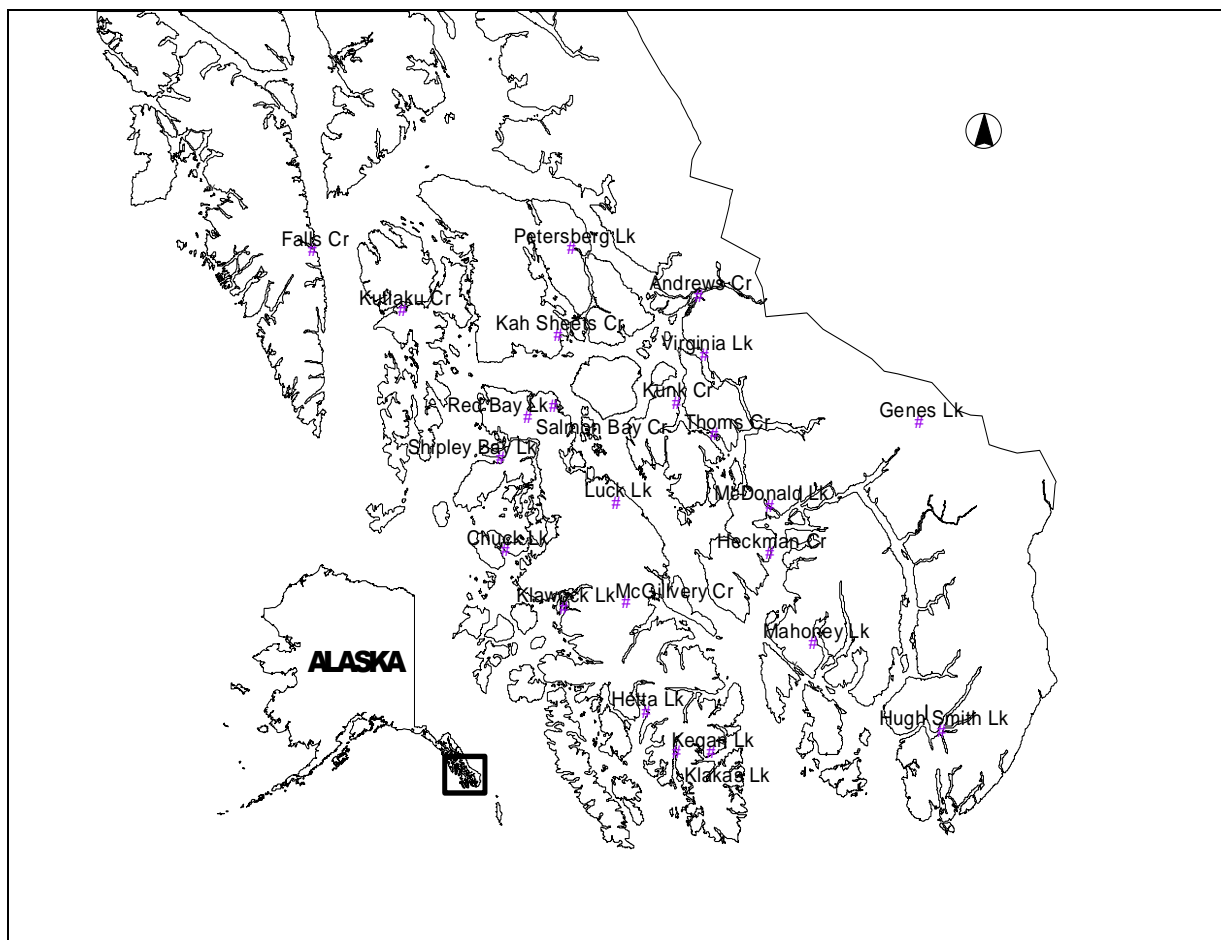 Falls Cr
Petersberg Lk
Kutlaku Cr
Andrews Cr
Kah Sheets Cr
Virginia Lk
Kunk Cr
Red Bay Lk
Salmon Bay Cr
Thoms Cr
Genes Lk
Shipley Bay Lk
Luck Lk
McDonald Lk
Chuck Lk
Heckman Cr
Klawock Lk
McGilvery Cr
Mahoney Lk
ALASKA
Hetta Lk
Hugh Smith Lk
Kegan Lk
Klakas Lk